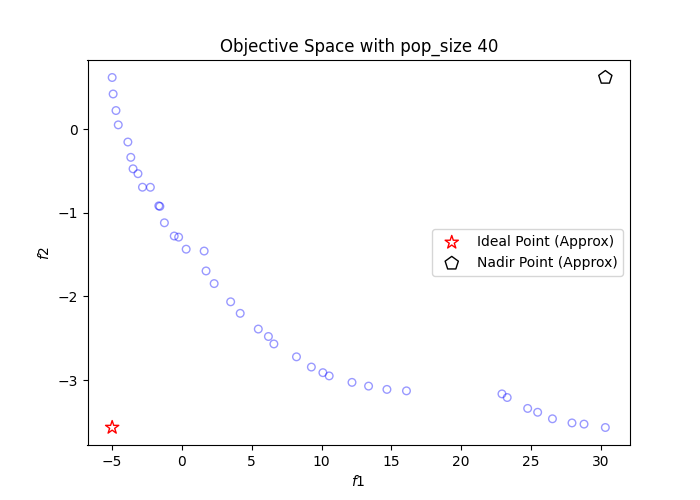 Objective Space with pop_size 40
f2
0
−1
−2
−3
Ideal Point (Approx)
Nadir Point (Approx)
−5
0
5
10
15
20
25
30
f1